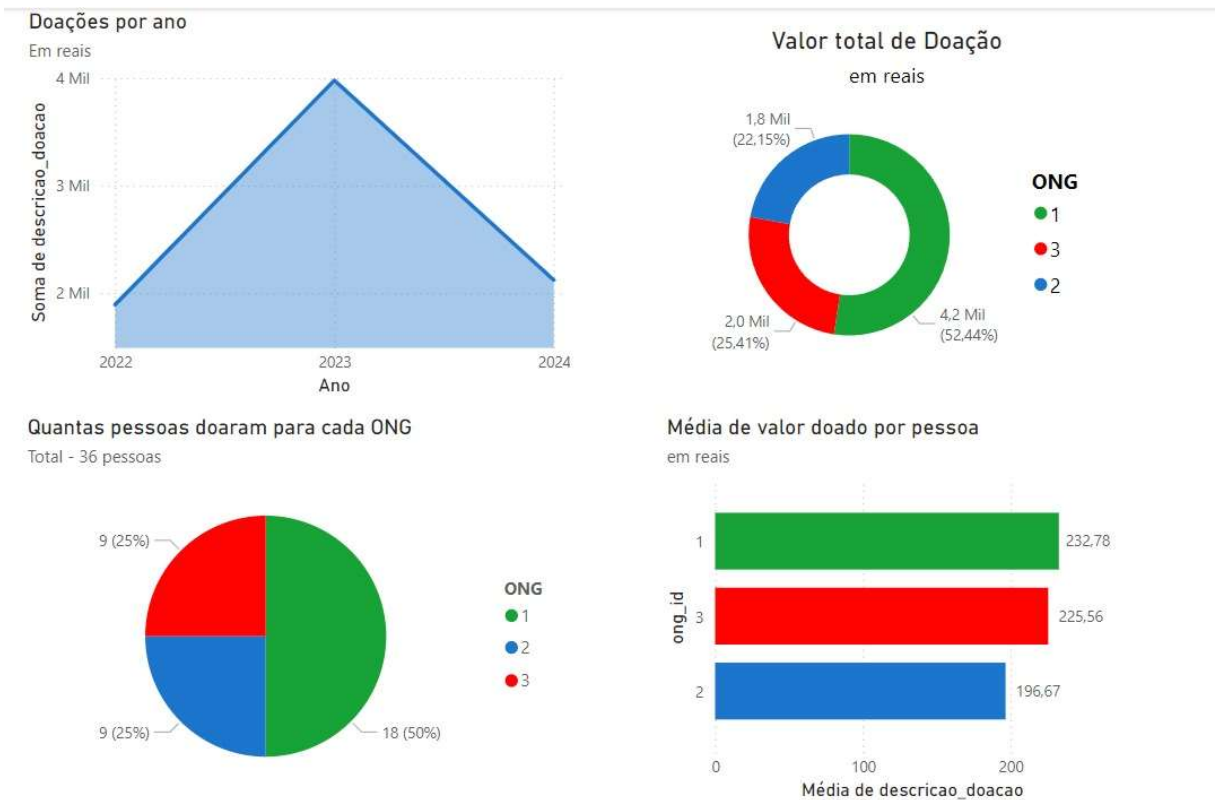 Doações por ano
Em reais
4 Mil
3 Mil
2 Mil
Soma de descricao_doacao
2022
2023
2024
Ano
Valor total de Doação
em reais
1,8 Mil
(22,15%)
2,0 Mil
(25,41%)
4,2 Mil
(52,44%)
ONG
1
3
2
Quantas pessoas doaram para cada ONG
Total - 36 pessoas
9 (25%)
9 (25%)
18 (50%)
ONG
1
2
3
Média de valor doado por pessoa
em reais
ong_id
1
232,78
3
225,56
2
196,67
0
100
200
Média de descricao_doacao